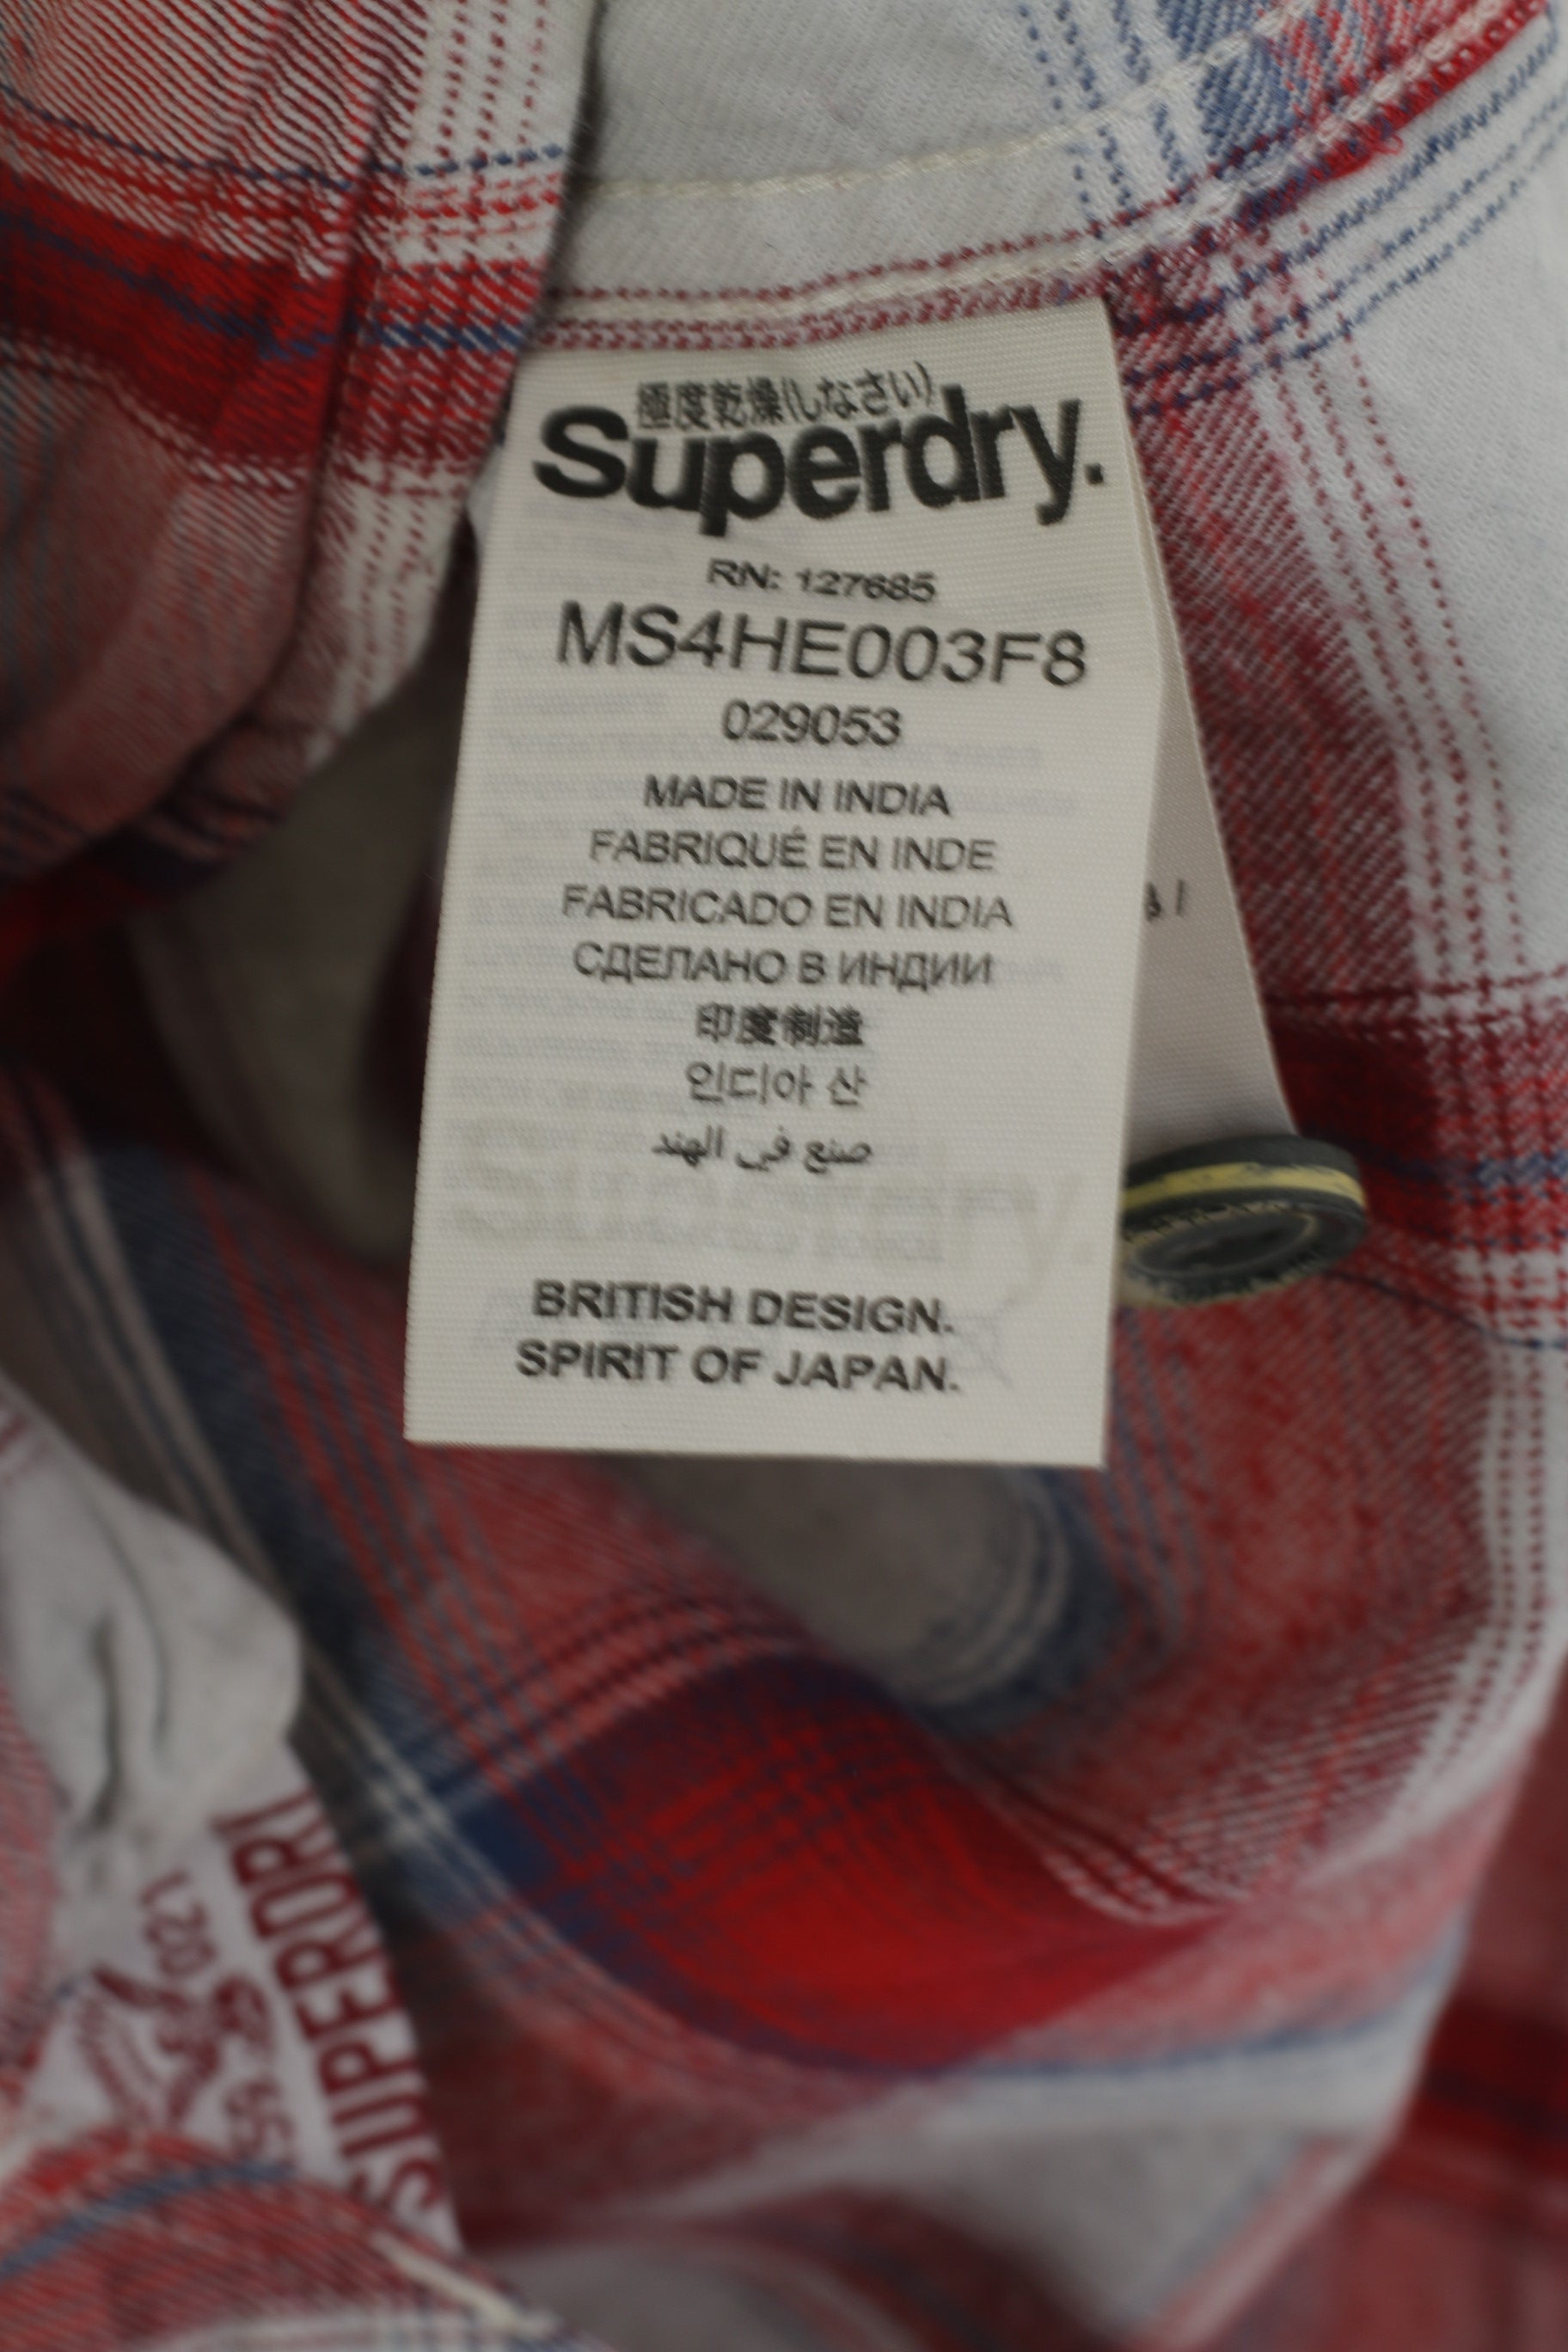 極度乾燥(しなさい)
Superdry.
RN: 127685
MS4HE003F8
029053
MADE IN INDIA
FABRIQUÉ EN INDE
FABRICADO EN INDIA
СДЕЛАНО В ИНДИИ
印度制造
인디아 산
صنع في الهند
BRITISH DESIGN.
SPIRIT OF JAPAN.
SUPERDRY
021